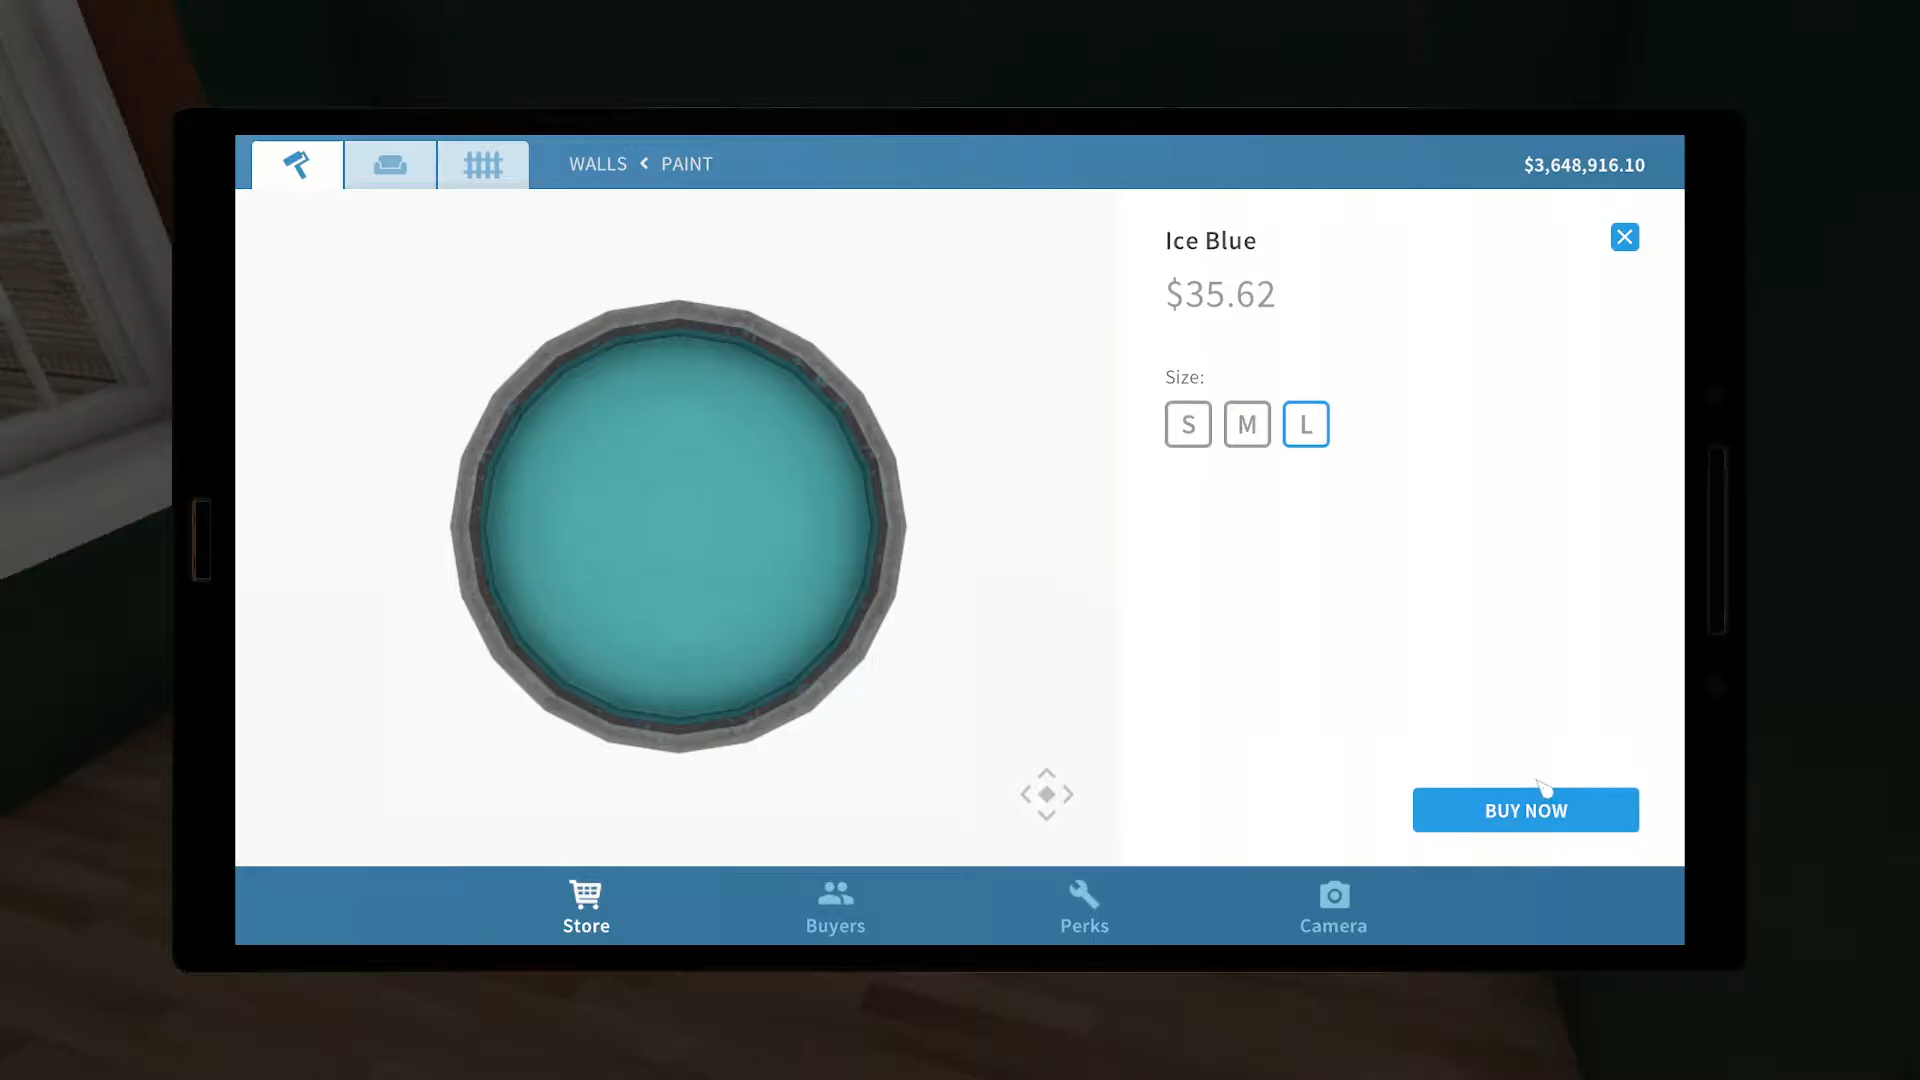 WALLS < PAINT
$3,648,916.10
Ice Blue
$35.62
Size:
S M L
BUY NOW
Store
Buyers
Perks
Camera